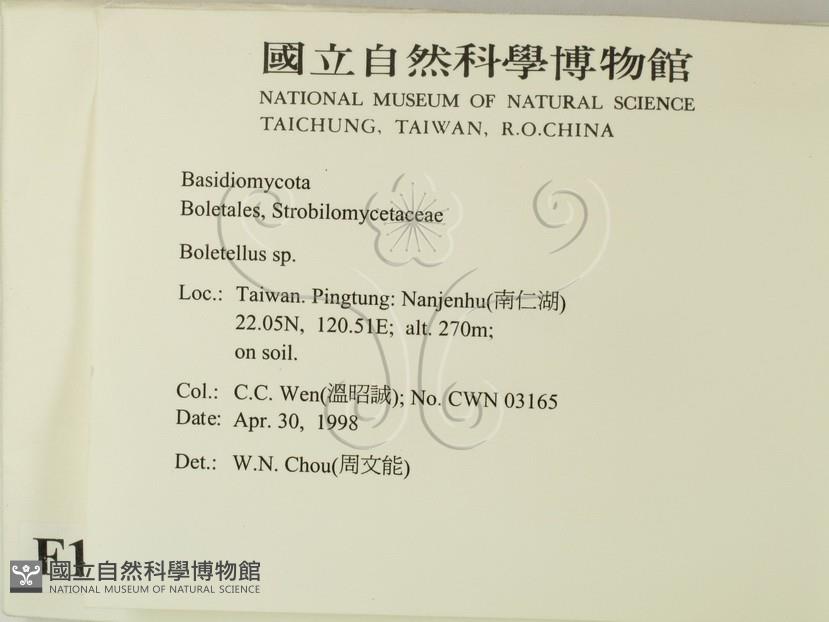 國立自然科學博物館
NATIONAL MUSEUM OF NATURAL SCIENCE
TAICHUNG, TAIWAN, R.O.CHINA
Basidiomycota
Boletales, Strobilomycetaceae
Boletellus sp.
Loc.: Taiwan. Pingtung: Nanjenhu(南仁湖)
22.05N, 120.51E; alt. 270m;
on soil.
Col.: C.C. Wen(溫昭誠); No. CWN 03165
Date: Apr. 30, 1998
Det.: W.N. Chou(周文能)
國立自然科學博物館
NATIONAL MUSEUM OF NATURAL SCIENCE